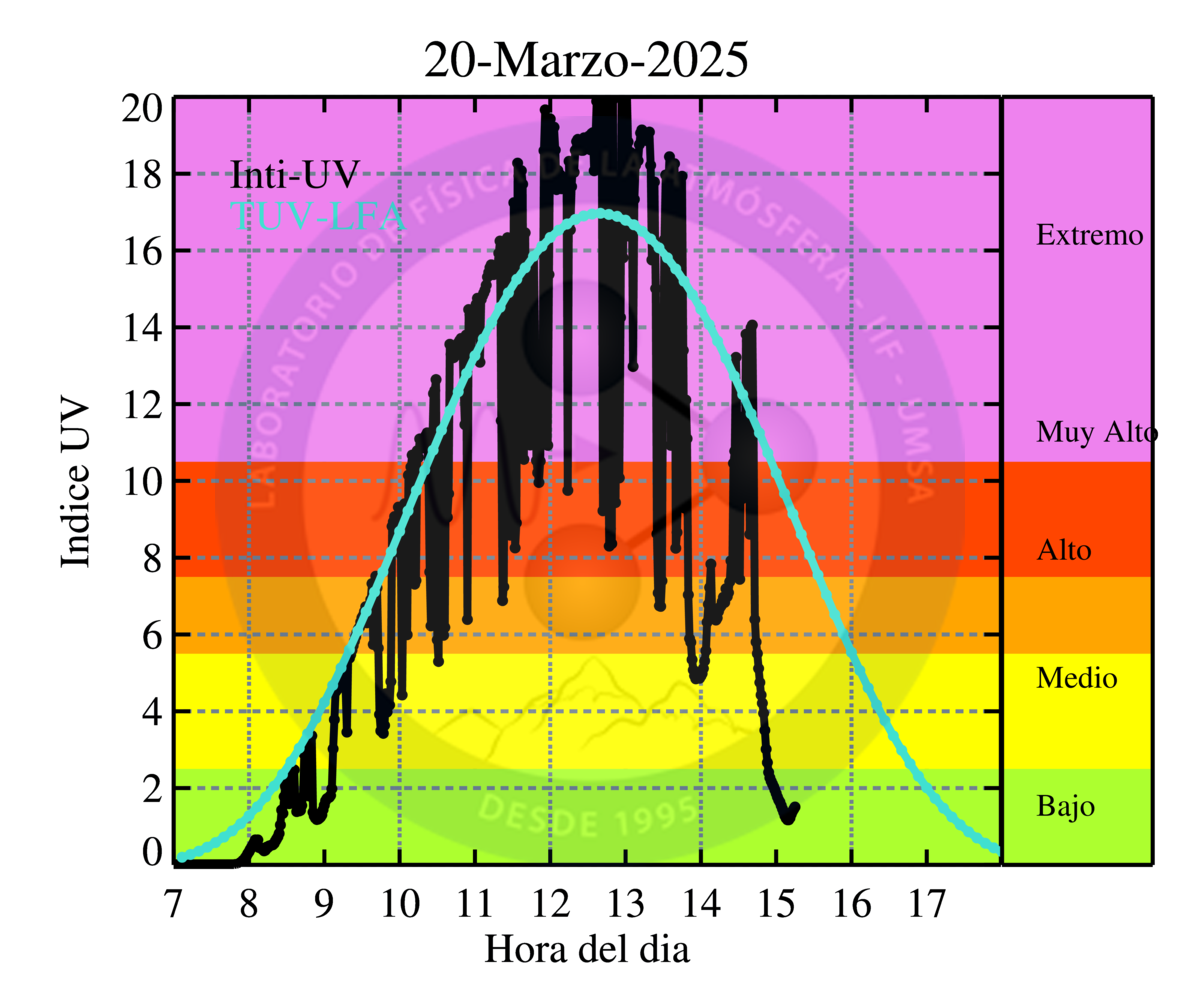 20-Marzo-2025
Inti-UV
TUV-LFA
Indice UV
20
18
16
14
12
10
8
6
4
2
0
7 8 9 10 11 12 13 14 15 16 17
Hora del dia
Extremo
Muy Alto
Alto
Medio
Bajo
LABORATORIO DE FÍSICA DE LA ATMÓSFERA - IIF - UMSA
DESDE 1995